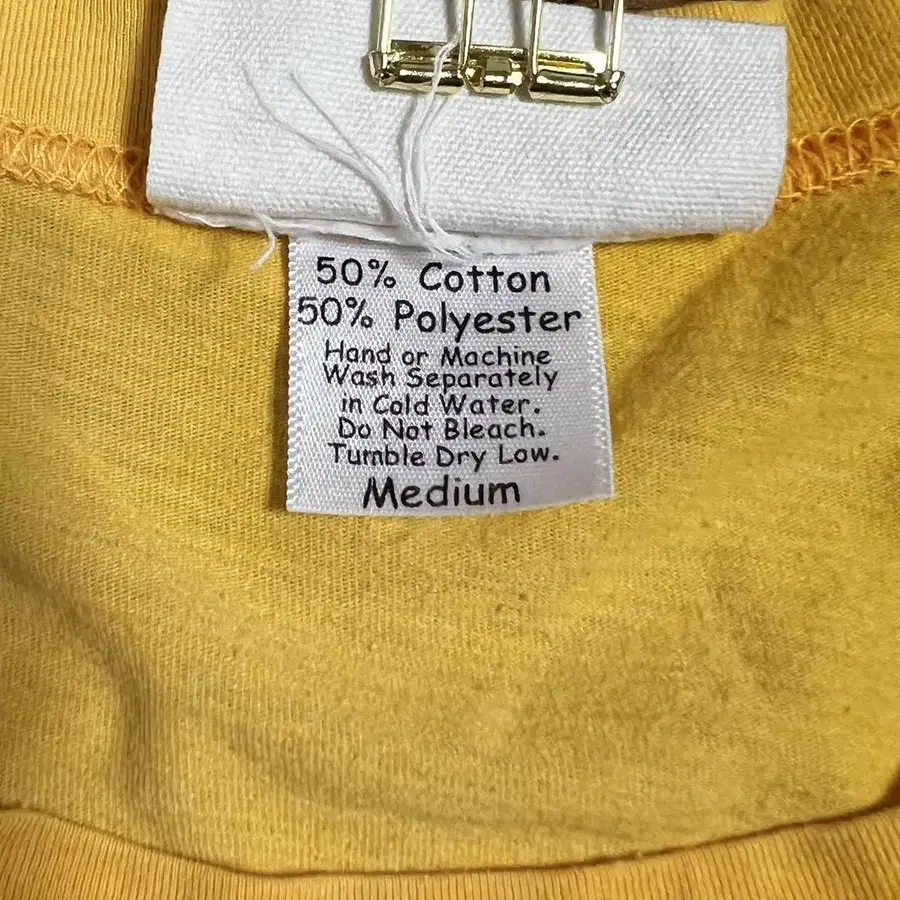 50% Cotton
50% Polyester
Hand or Machine
Wash Separately
in Cold Water.
Do Not Bleach.
Tumble Dry Low.
Medium